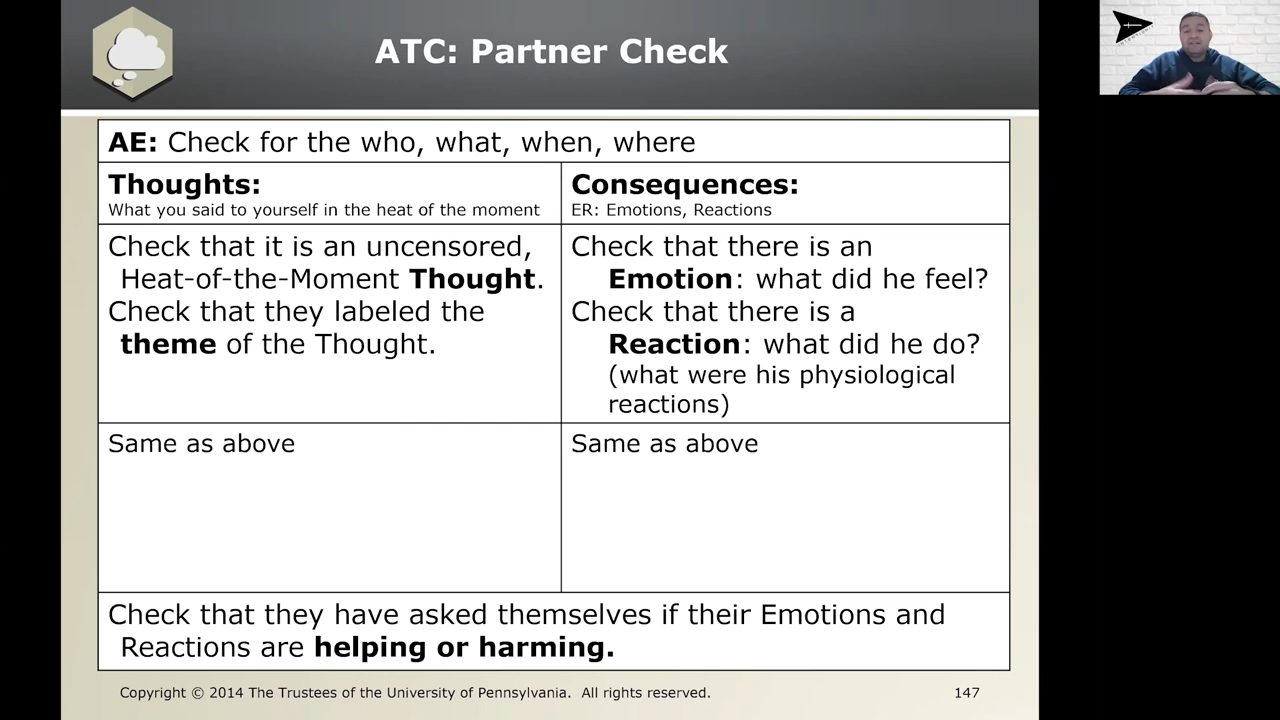 ATC: Partner Check
AE: Check for the who, what, when, where
Thoughts:
What you said to yourself in the heat of the moment
Consequences:
ER: Emotions, Reactions
Check that it is an uncensored,
Heat-of-the-Moment Thought.
Check that they labeled the
theme of the Thought.
Check that there is an
Emotion: what did he feel?
Check that there is a
Reaction: what did he do?
(what were his physiological
reactions)
Same as above
Same as above
Check that they have asked themselves if their Emotions and
Reactions are helping or harming.
Copyright © 2014 The Trustees of the University of Pennsylvania. All rights reserved.
147